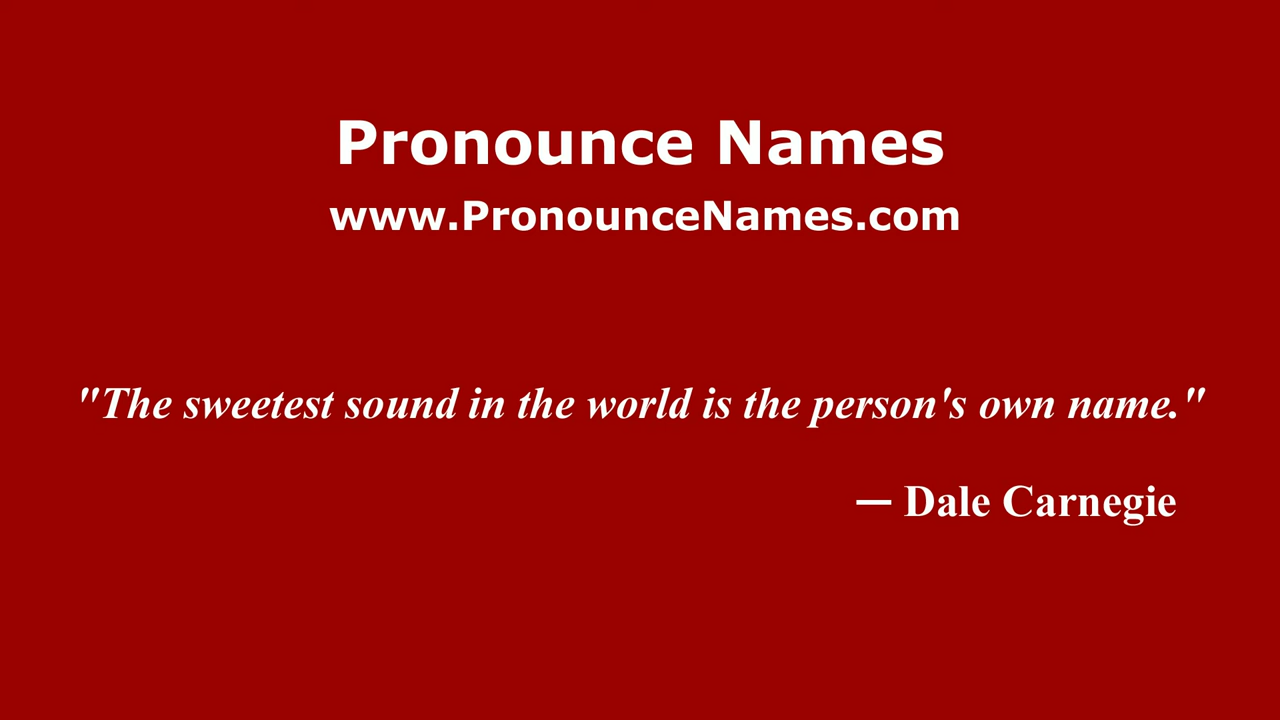 Pronounce Names
www.PronounceNames.com
"The sweetest sound in the world is the person's own name."
— Dale Carnegie